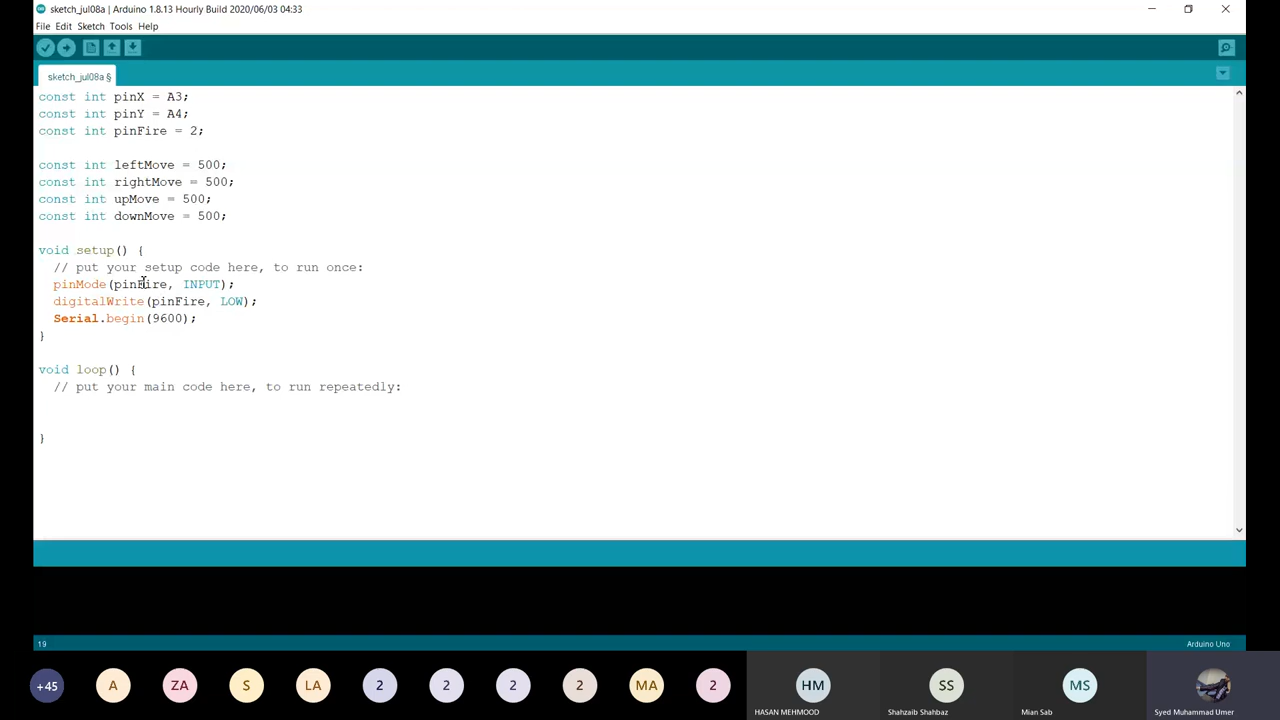 sketch_jul08a | Arduino 1.8.13 Hourly Build 2020/06/03 04:33
File Edit Sketch Tools Help
sketch_jul08a §
const int pinX = A3;
const int pinY = A4;
const int pinFire = 2;
const int leftMove = 500;
const int rightMove = 500;
const int upMove = 500;
const int downMove = 500;
void setup() {
// put your setup code here, to run once:
pinMode(pinFire, INPUT);
digitalWrite(pinFire, LOW);
Serial.begin(9600);
}
void loop() {
// put your main code here, to run repeatedly:
}
19 Arduino Uno
+45 A ZA S LA 2 2 2 2 MA 2 HM SS MS
HASAN MEHMOOD Shahzaib Shahbaz Mian Sab Syed Muhammad Umer